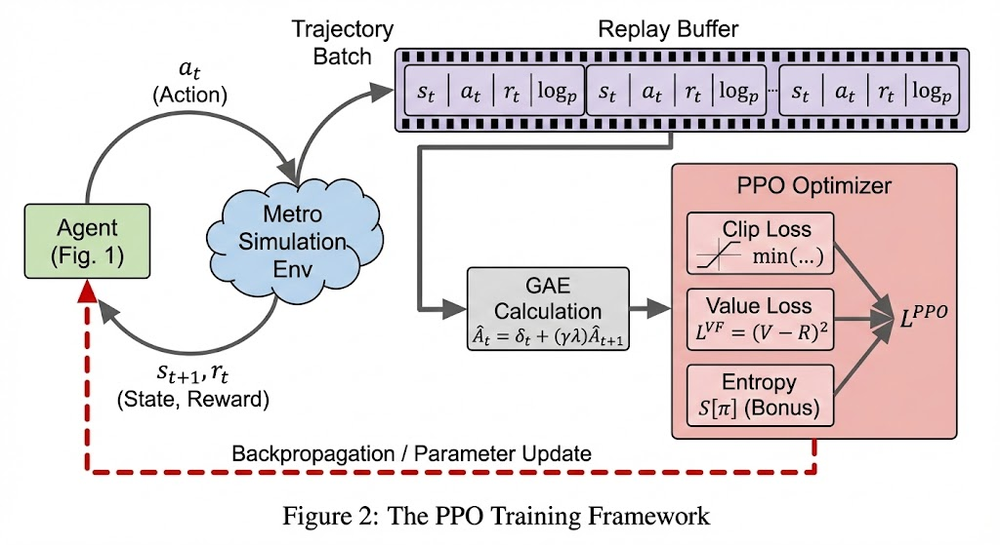 Trajectory
Batch
Replay Buffer
s_t | a_t | r_t | log_p s_t | a_t | r_t | log_p ... s_t | a_t | r_t | log_p
a_t
(Action)
Agent
(Fig. 1)
Metro
Simulation
Env
s_{t+1}, r_t
(State, Reward)
GAE
Calculation
Â_t = δ_t + (γλ)Â_{t+1}
PPO Optimizer
Clip Loss
min(...)
Value Loss
L^{VF} = (V − R)^2
Entropy
S[π] (Bonus)
L^{PPO}
Backpropagation / Parameter Update
Figure 2: The PPO Training Framework